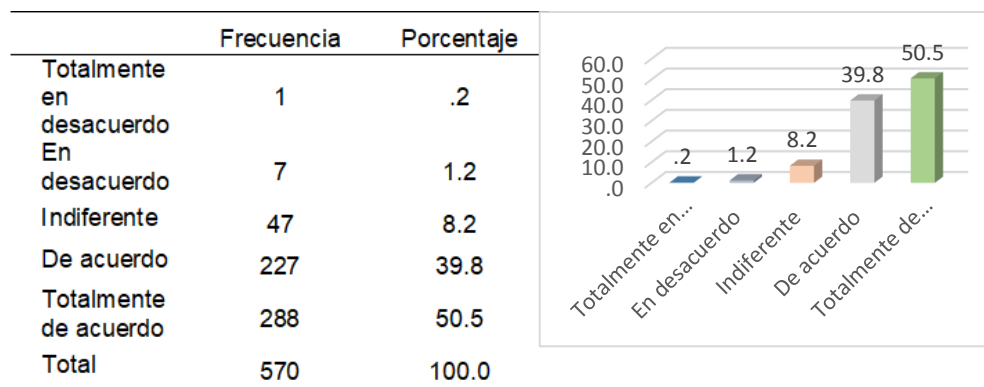 Frecuencia Porcentaje
Totalmente
en
desacuerdo
1 .2
En
desacuerdo
7 1.2
Indiferente 47 8.2
De acuerdo 227 39.8
Totalmente
de acuerdo
288 50.5
Total 570 100.0
60.0
50.0
40.0
30.0
20.0
10.0
.0
.2
1.2
8.2
39.8
50.5
Totalmente en...
En desacuerdo
Indiferente
De acuerdo
Totalmente de...